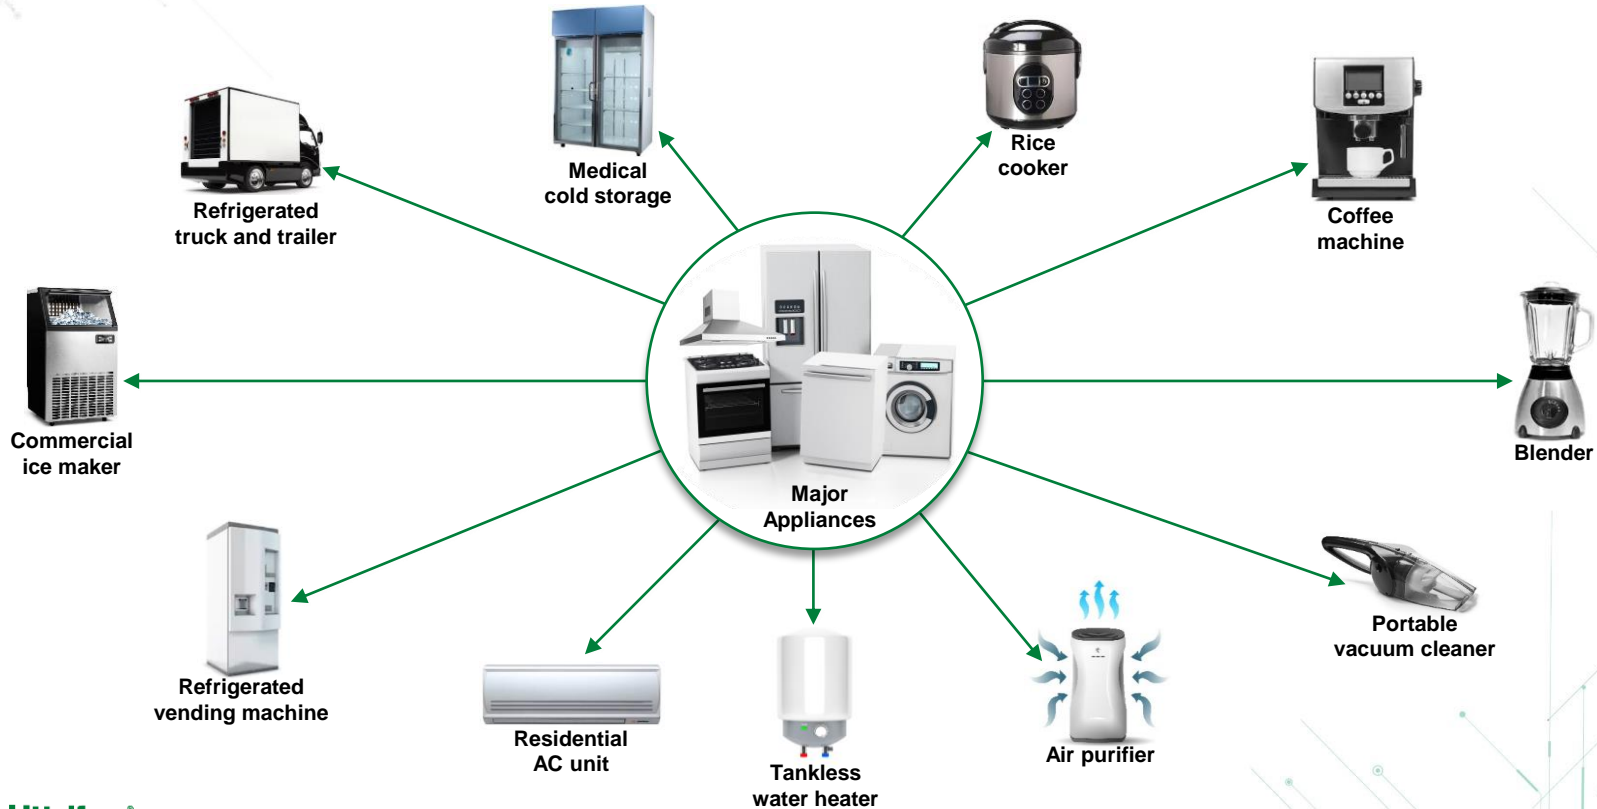 Medical
cold storage
Rice
cooker
Refrigerated
truck and trailer
Coffee
machine
Commercial
ice maker
Blender
Major
Appliances
Portable
vacuum cleaner
Refrigerated
vending machine
Residential
AC unit
Air purifier
Tankless
water heater